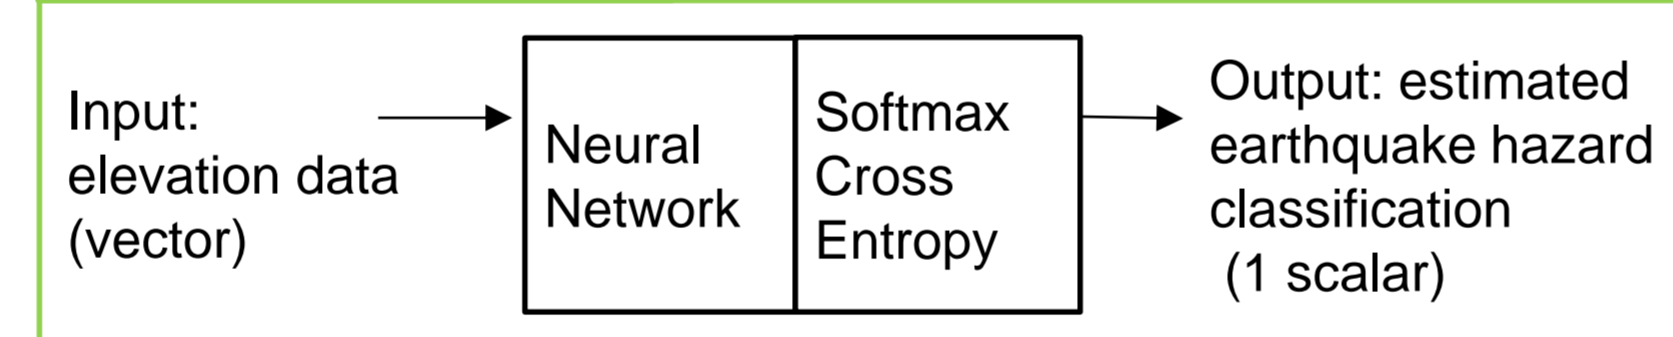 Input:
elevation data
(vector)
Neural
Network
Softmax
Cross
Entropy
Output: estimated
earthquake hazard
classification
(1 scalar)